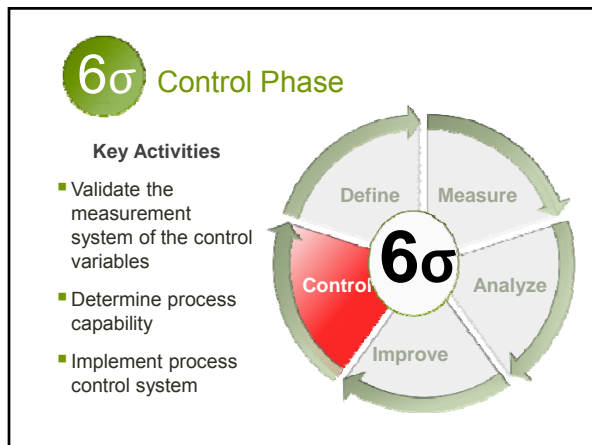 6σ Control Phase
Key Activities
▪ Validate the
measurement
system of the control
variables
▪ Determine process
capability
▪ Implement process
control system
Define
Measure
6σ
Control
Analyze
Improve